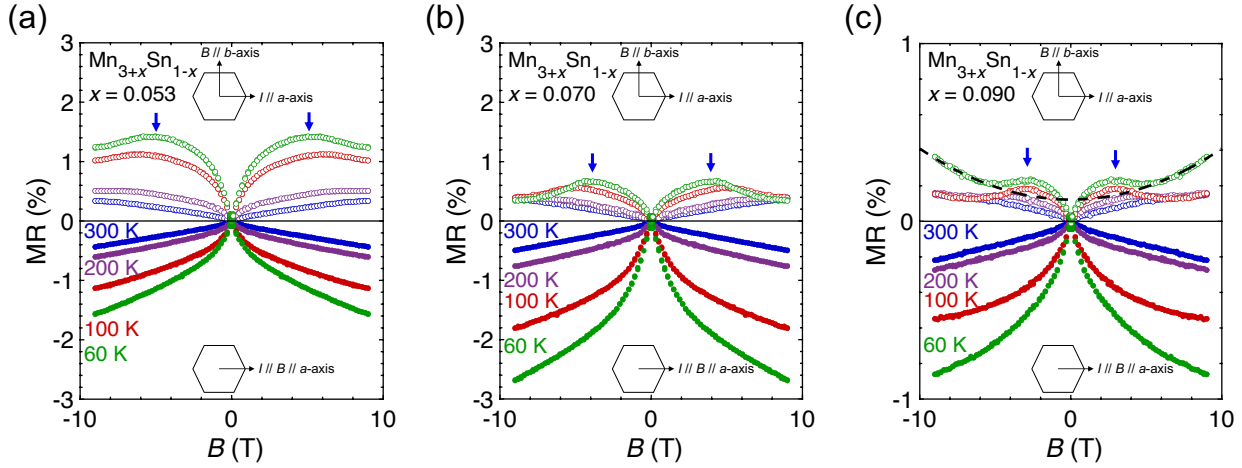 (a)
3
2
1
0
-1
-2
-3
MR (%)
Mn3+xSn1-x
x = 0.053
B // b-axis
I // a-axis
300 K
200 K
100 K
60 K
I // B // a-axis
-10
0
10
B (T)
(b)
3
2
1
0
-1
-2
-3
MR (%)
Mn3+xSn1-x
x = 0.070
B // b-axis
I // a-axis
300 K
200 K
100 K
60 K
I // B // a-axis
-10
0
10
B (T)
(c)
1
0
-1
MR (%)
Mn3+xSn1-x
x = 0.090
B // b-axis
I // a-axis
300 K
200 K
100 K
60 K
I // B // a-axis
-10
0
10
B (T)